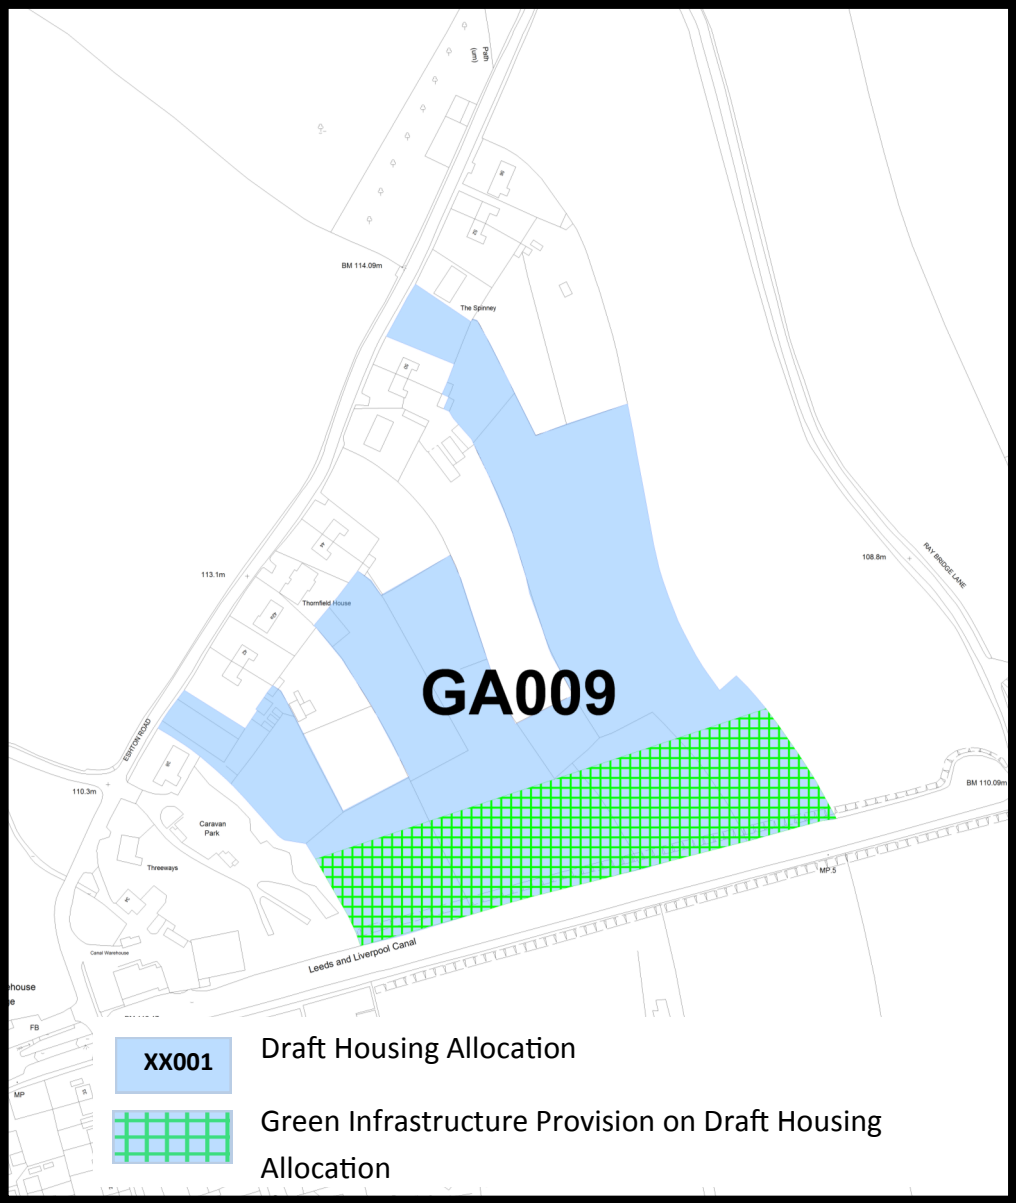 Path
(um)
BM 114.09m
The Spinney
113.1m
Thornfield House
108.8m
RAY BRIDGE LANE
GA009
ESHTON ROAD
110.3m
BM 110.09m
Caravan
Park
Threeways
MP.5
Canal Warehouse
Leeds and Liverpool Canal
FB
MP
XX001
Draft Housing Allocation
Green Infrastructure Provision on Draft Housing
Allocation